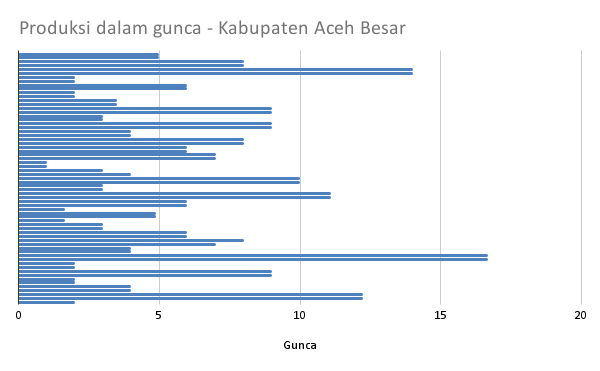 Produksi dalam gunca - Kabupaten Aceh Besar
0 5 10 15 20
Gunca